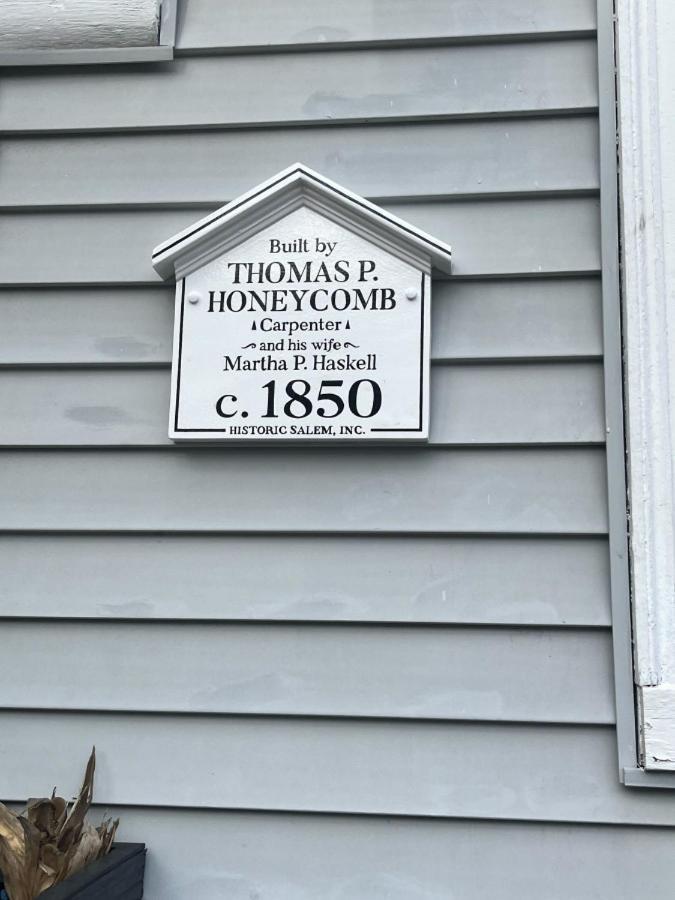 Built by
THOMAS P.
HONEYCOMB
Carpenter
and his wife
Martha P. Haskell
c. 1850
HISTORIC SALEM, INC.